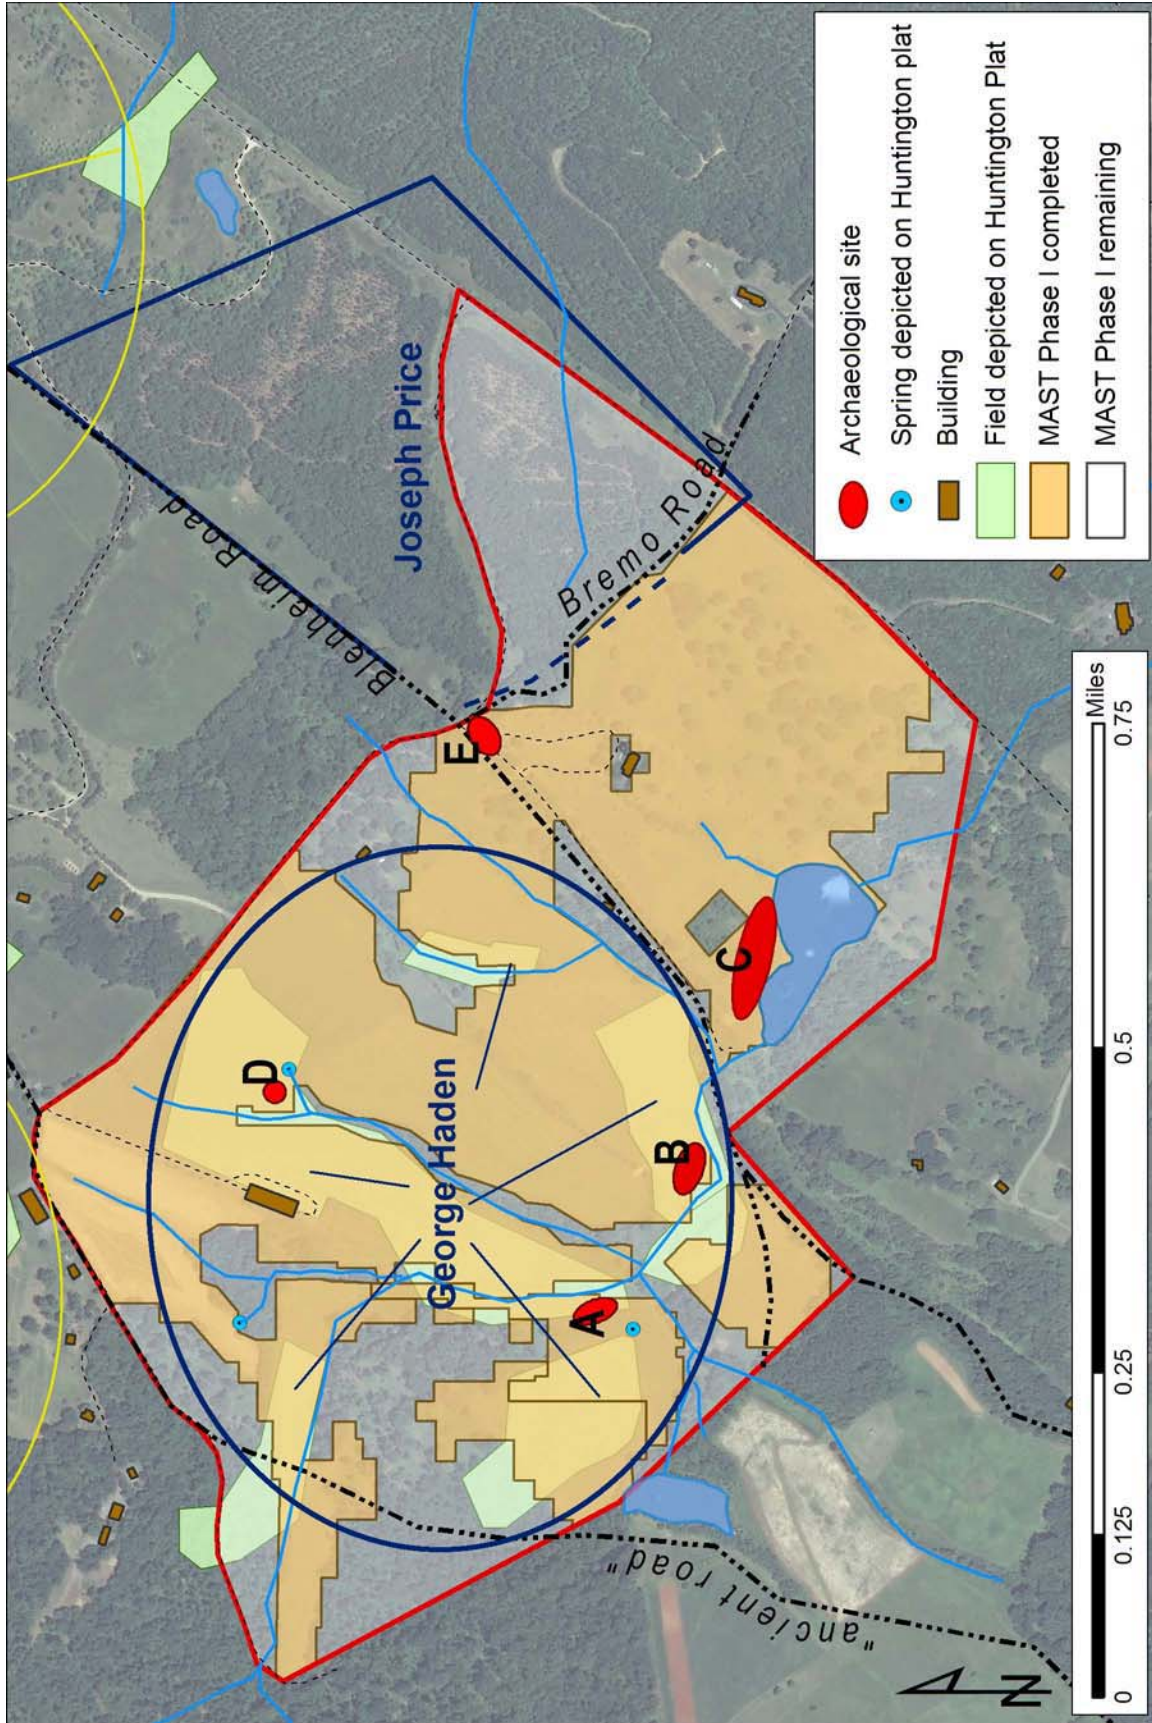 Blenheim Road
Joseph Price
Bremo Road
E
D
George Haden
C
B
A
"ancient road"
N
Archaeological site
Spring depicted on Huntington plat
Building
Field depicted on Huntington Plat
MAST Phase I completed
MAST Phase I remaining
0 0.125 0.25 0.5 0.75
Miles